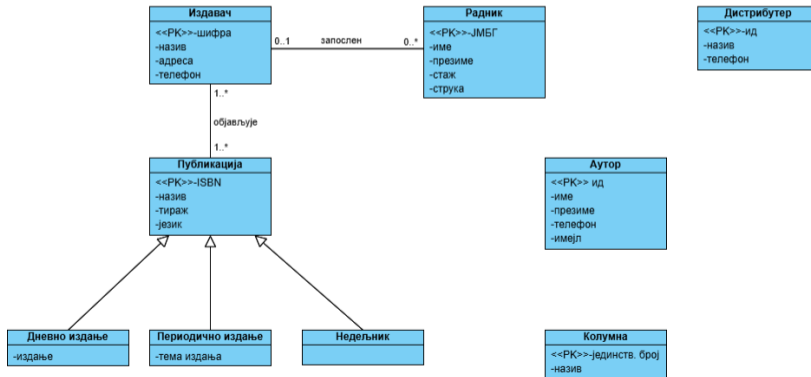 Издавач
<<PK>>-шифра
-назив
-адреса
-телефон
0..1
запослен
0..*
Радник
<<PK>>-ЈМБГ
-име
-презиме
-стаж
-струка
Дистрибутер
<<PK>>-ид
-назив
-телефон
1..*
објављује
1..*
Публикација
<<PK>>-ISBN
-назив
-тираж
-језик
Аутор
<<PK>> ид
-име
-презиме
-телефон
-имејл
Дневно издање
-издање
Периодично издање
-тема издања
Недељник
Колумна
<<PK>>-јединств. број
-назив